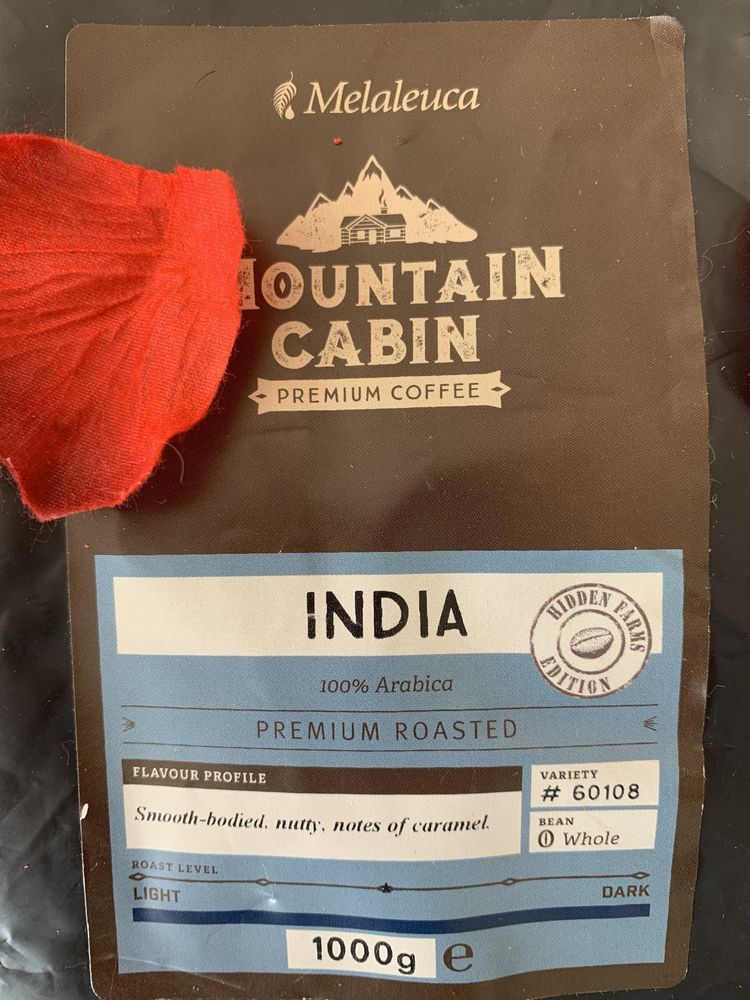 Melaleuca
MOUNTAIN
CABIN
PREMIUM COFFEE
INDIA
HIDDEN FARMS
EDITION
100% Arabica
PREMIUM ROASTED
FLAVOUR PROFILE
Smooth-bodied, nutty, notes of caramel.
VARIETY
# 60108
BEAN
Whole
ROAST LEVEL
LIGHT DARK
1000g ℮